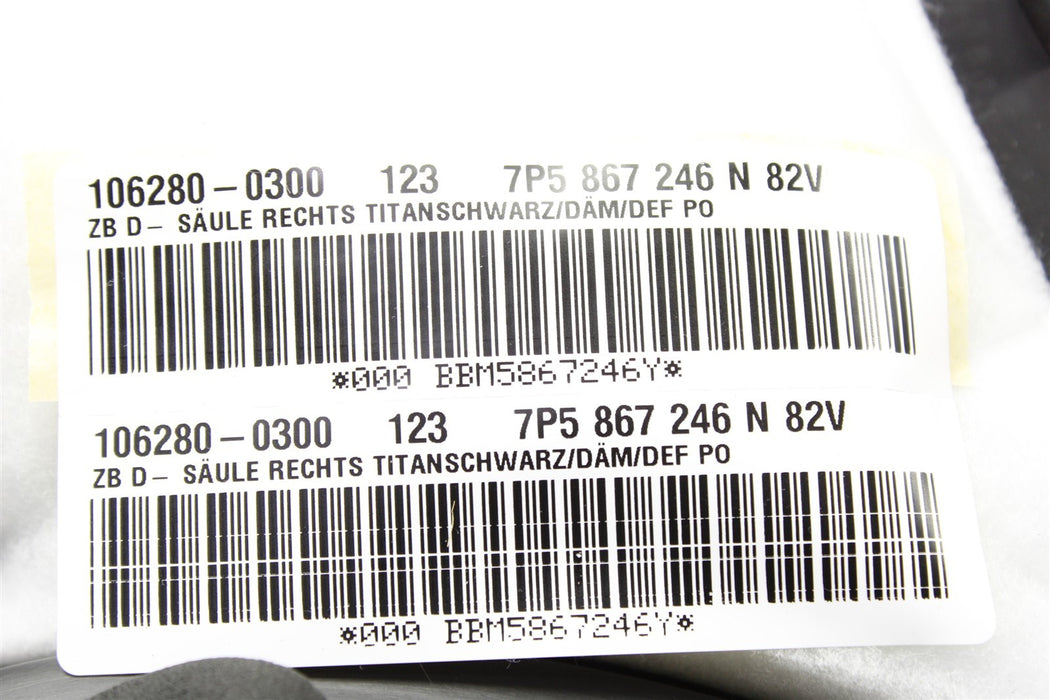 106280-0300 123 7P5 867 246 N 82V
ZB D- SÄULE RECHTS TITANSCHWARZ/DÄM/DEF PO
*000 BBM5867246Y*
106280-0300 123 7P5 867 246 N 82V
ZB D- SÄULE RECHTS TITANSCHWARZ/DÄM/DEF PO
*000 BBM5867246Y*